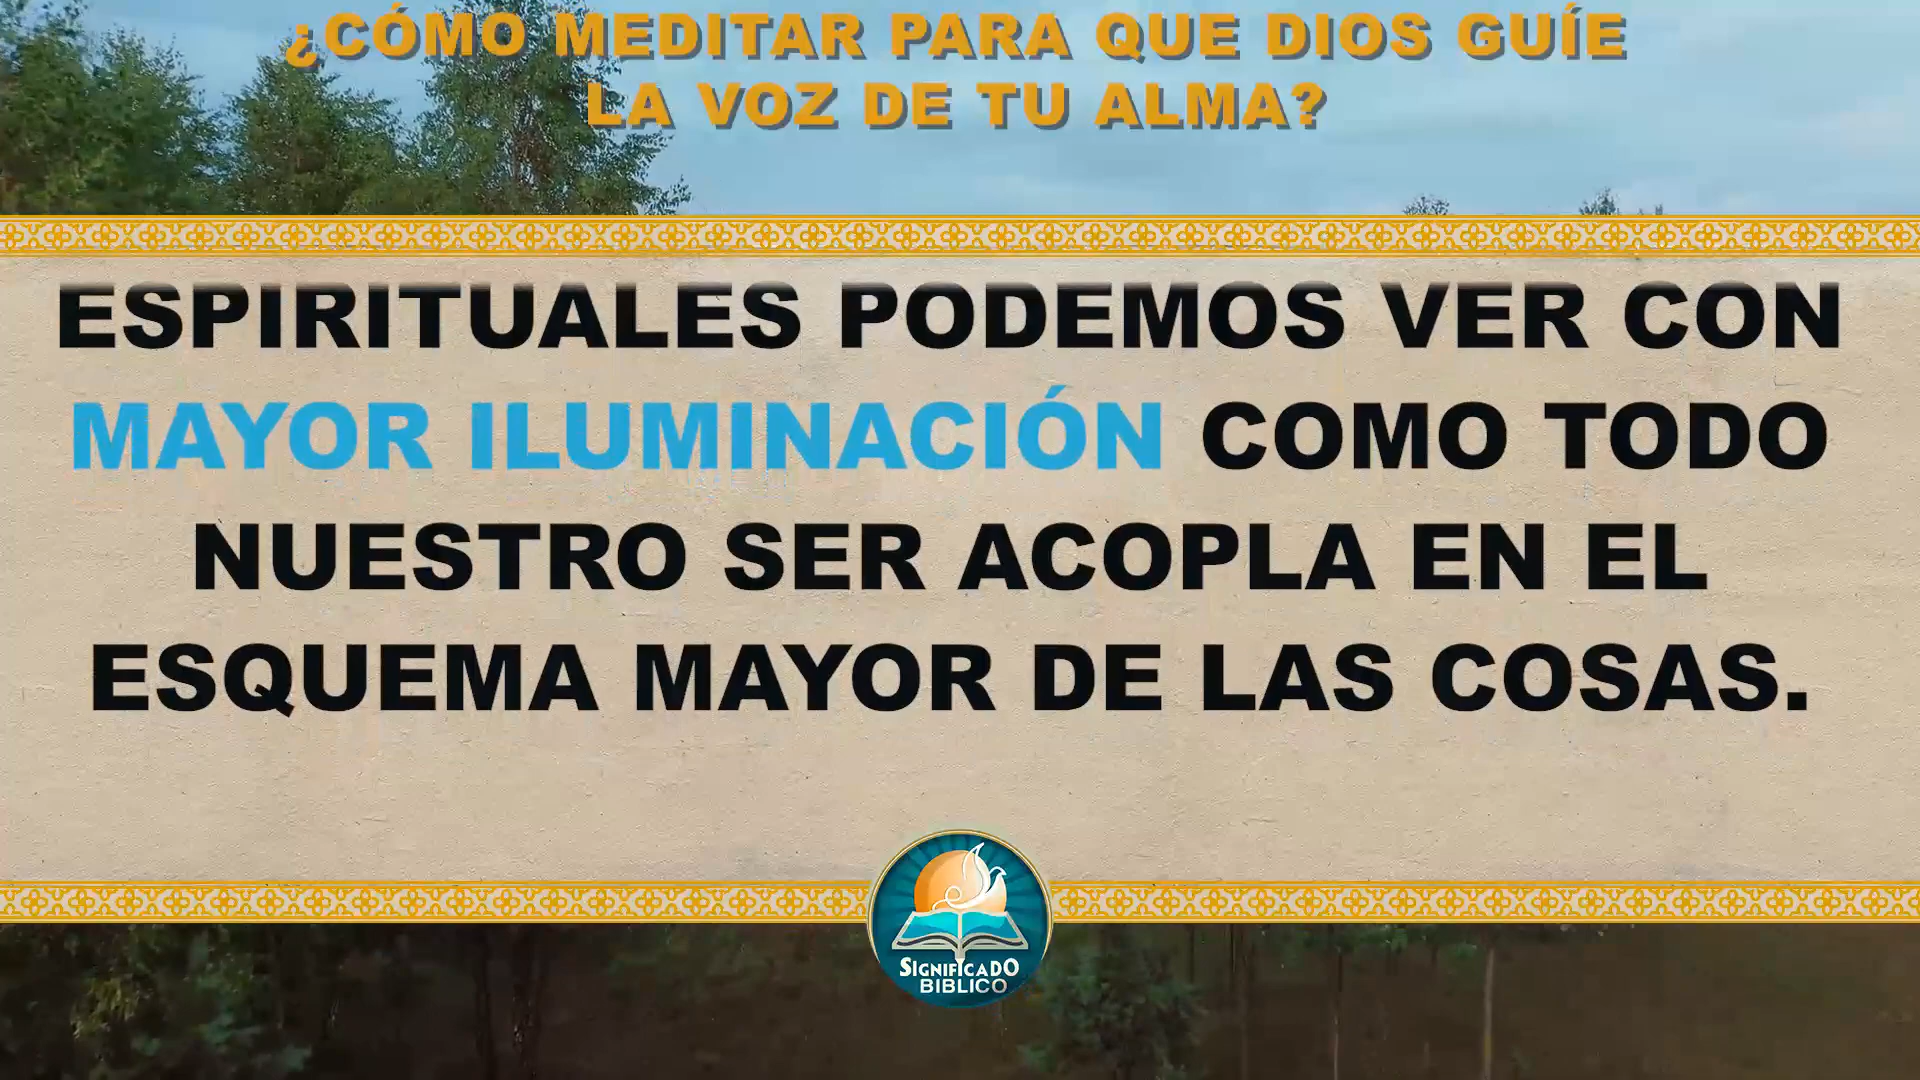 ¿CÓMO MEDITAR PARA QUE DIOS GUÍE
LA VOZ DE TU ALMA?
ESPIRITUALES PODEMOS VER CON
MAYOR ILUMINACIÓN COMO TODO
NUESTRO SER ACOPLA EN EL
ESQUEMA MAYOR DE LAS COSAS.
SIGNIFICADO
BIBLICO